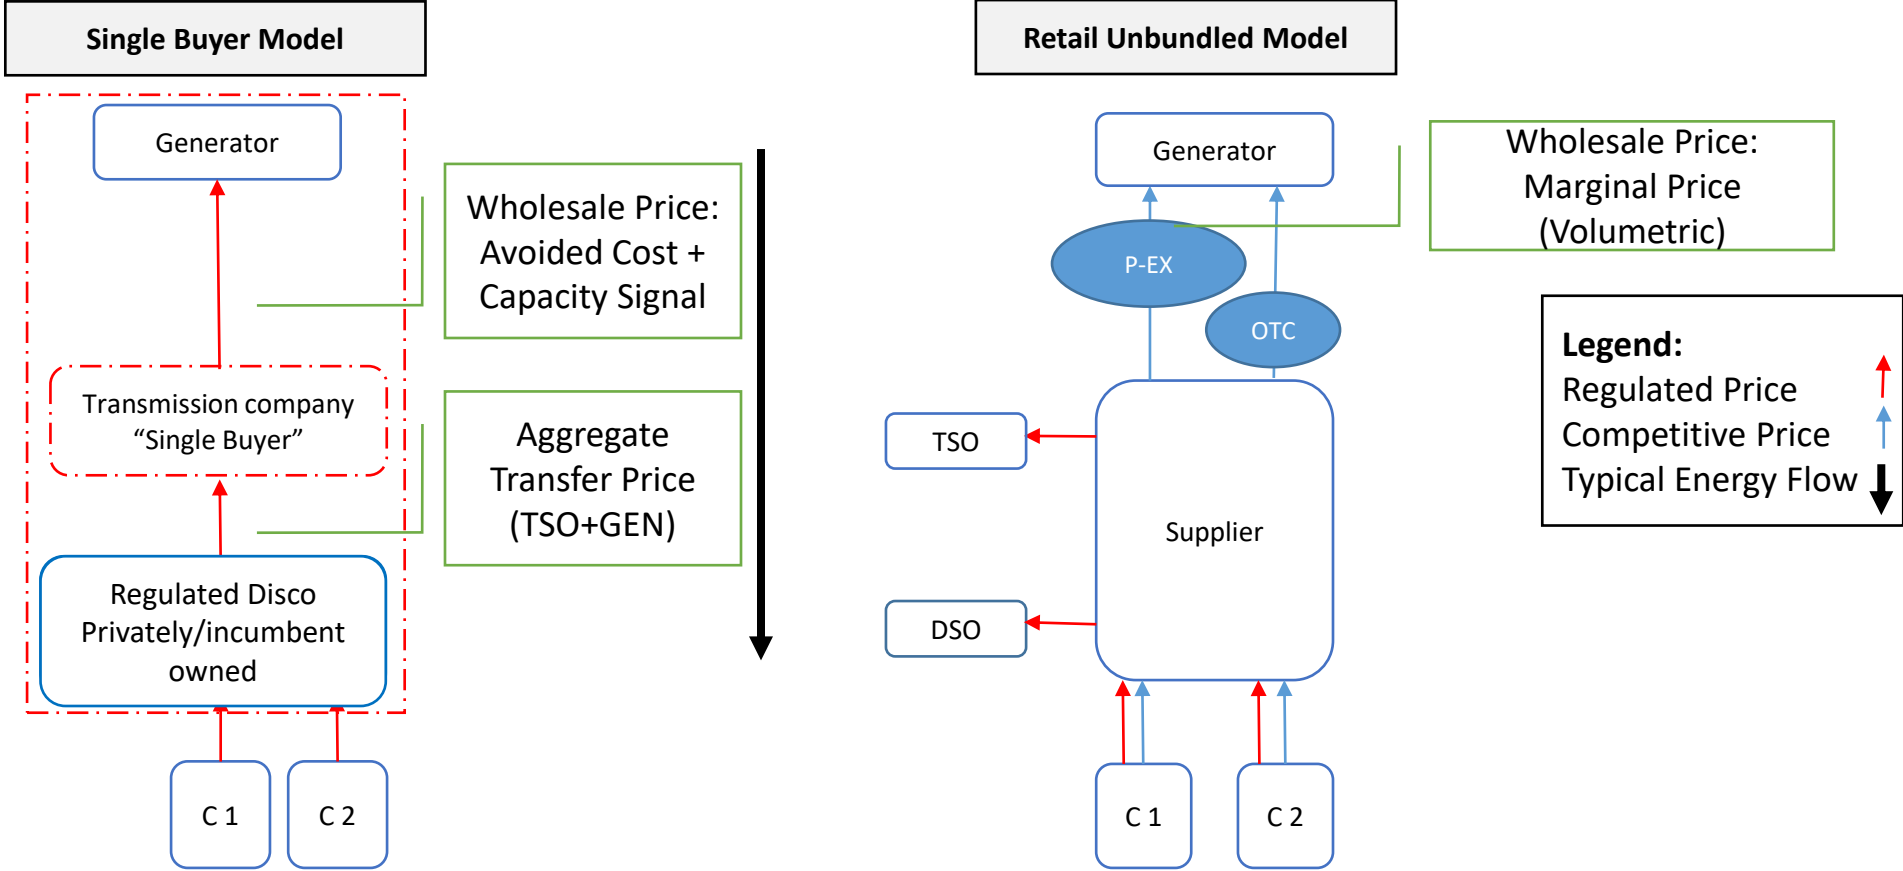 Single Buyer Model
Generator
Wholesale Price:
Avoided Cost +
Capacity Signal
Transmission company
“Single Buyer”
Aggregate
Transfer Price
(TSO+GEN)
Regulated Disco
Privately/incumbent
owned
C 1
C 2
Retail Unbundled Model
Generator
Wholesale Price:
Marginal Price
(Volumetric)
P-EX
OTC
TSO
Supplier
DSO
C 1
C 2
Legend:
Regulated Price
Competitive Price
Typical Energy Flow